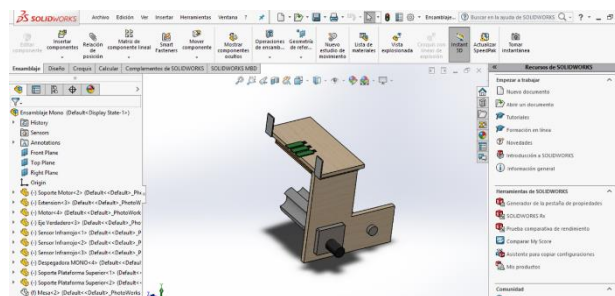 SOLIDWORKS Archivo Edición Ver Insertar Herramientas Ventana ? Ensamblaje... Buscar en la ayuda de SOLIDWORKS
Editar componente
Insertar componentes
Relación de posición
Matriz de componente lineal
Smart Fasteners
Mover componente
Mostrar componentes ocultos
Operaciones de ensamb...
Geometría de refer...
Nuevo estudio de movimiento
Lista de materiales
Vista explosionada
Instant 3D
Actualizar SpeedPak
Tomar instantánea
Ensamblaje Diseño Croquis Calcular Complementos de SOLIDWORKS SOLIDWORKS MBD
Ensamblaje Mono (Default<Display State-1>)
History
Sensors
Annotations
Front Plane
Top Plane
Right Plane
Origin
(-) Soporte Motor<2> (Default<<Default>_Pho
(-) Extension<3> (Default<<Default>_PhotoW
(-) Motor<4> (Default<<Default>_PhotoWork
(-) Eje Verdadero<3> (Default<<Default>_Pho
(-) Sensor Infrarrojo<1> (Default<<Default>_P
(-) Sensor Infrarrojo<2> (Default<<Default>_P
(-) Sensor Infrarrojo<3> (Default<<Default>_P
(-) Despegadora MONO<4> (Default<<Defaul
(-) Soporte Plataforma Superior<1> (Default<
(-) Soporte Plataforma Superior<2> (Default<
(f) Mesa<2> (Default<<Default>_PhotoWorks
Recursos de SOLIDWORKS
Empezar a trabajar
Nuevo documento
Abrir un documento
Tutoriales
Formación en línea
Novedades
Introducción a SOLIDWORKS
Información general
Herramientas de SOLIDWORKS
Generador de la pestaña de propiedades
SOLIDWORKS Rx
Prueba comparativa de rendimiento
Comparar My Score
Asistente para copiar configuraciones
Mis productos
Comunidad